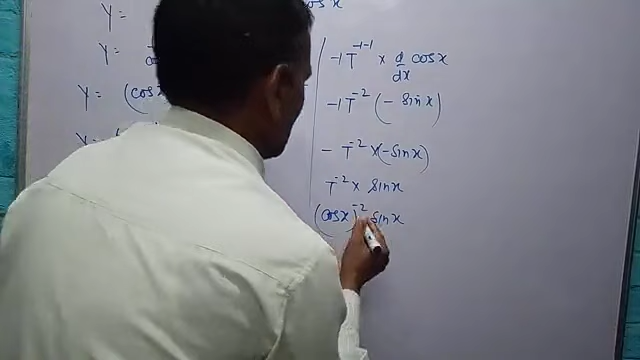 Y =
cos x
Y =
Y = (cos
Y =
-1 T^{-1-1} × d/dx cos x
-1 T^{-2} (- sin x)
- T^{-2} × (- sin x)
T^{-2} × sin x
(cos x)^{-2} sin x